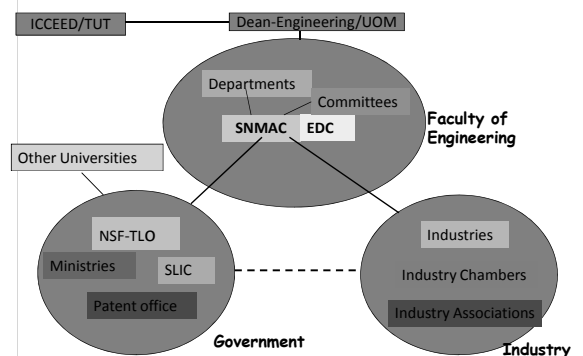 ICCEED/TUT
Dean-Engineering/UOM
Departments
Committees
SNMAC
EDC
Faculty of
Engineering
Other Universities
NSF-TLO
Ministries
SLIC
Patent office
Government
Industries
Industry Chambers
Industry Associations
Industry